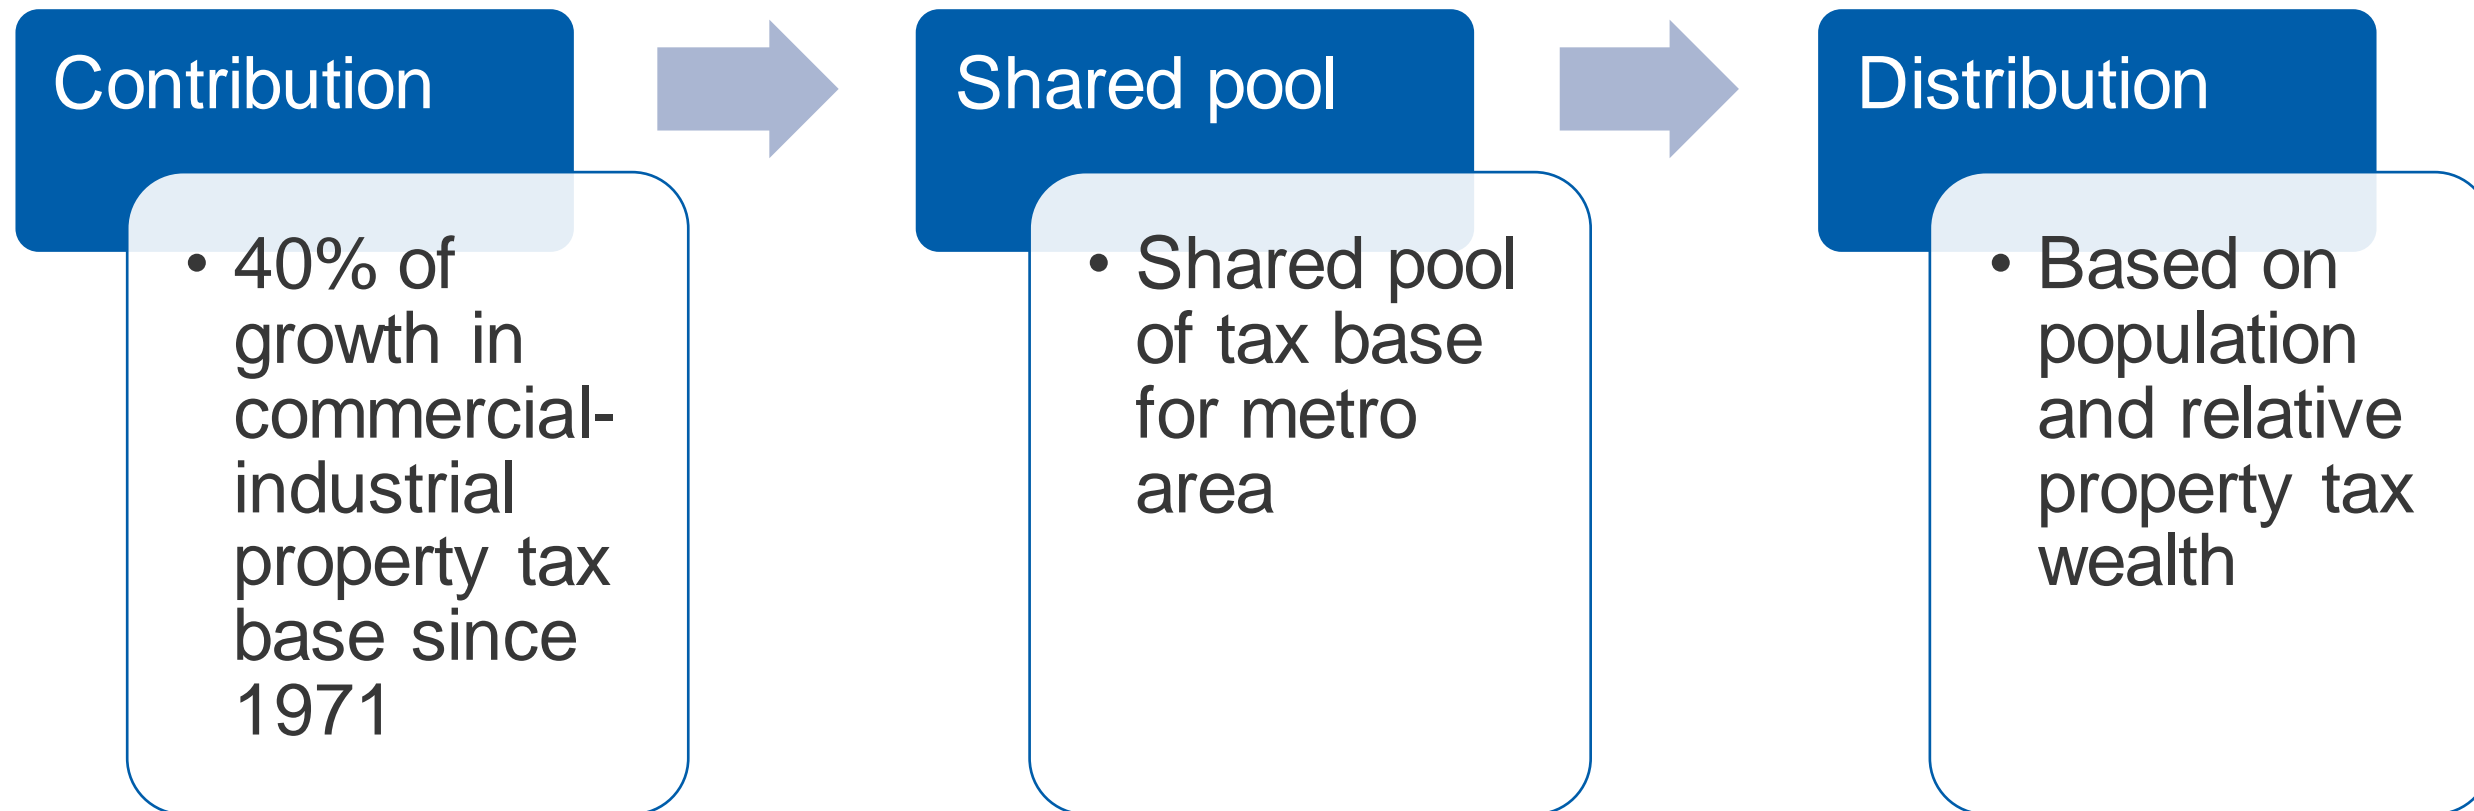 Contribution
• 40% of
growth in
commercial-
industrial
property tax
base since
1971
Shared pool
• Shared pool
of tax base
for metro
area
Distribution
• Based on
population
and relative
property tax
wealth